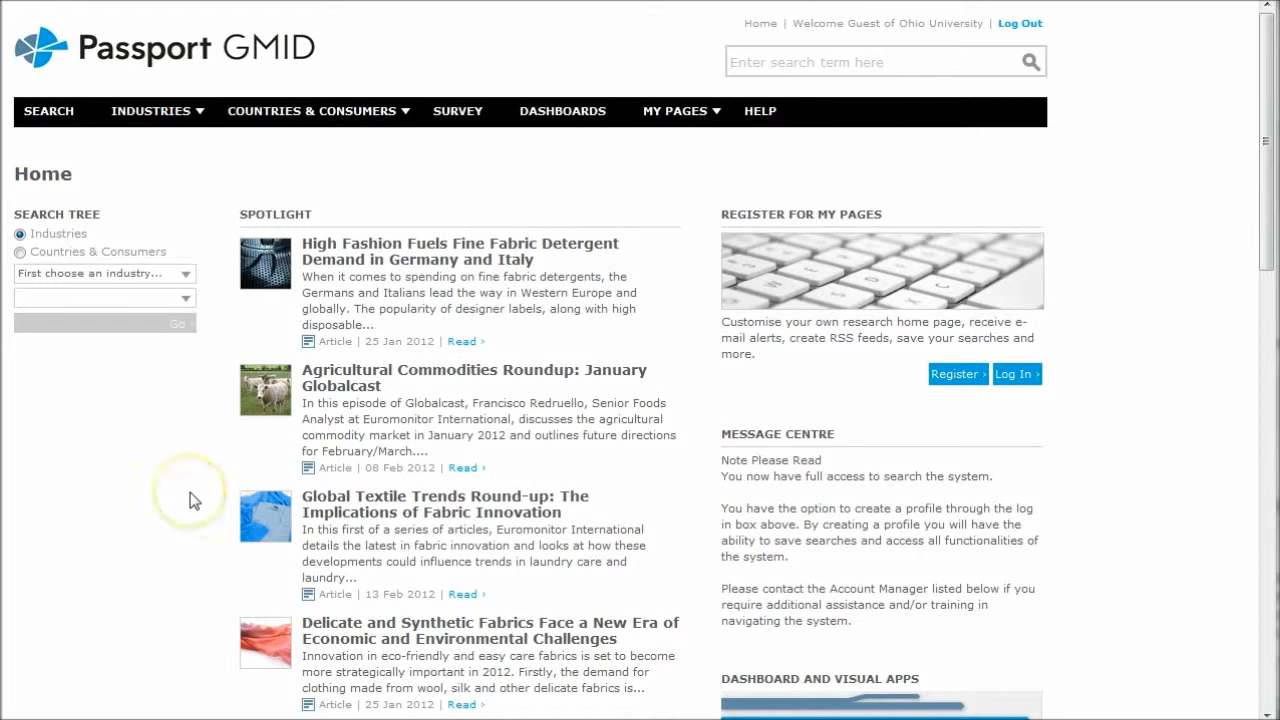 Passport GMID
Home | Welcome Guest of Ohio University | Log Out
Enter search term here
SEARCH INDUSTRIES COUNTRIES & CONSUMERS SURVEY DASHBOARDS MY PAGES HELP
Home
SEARCH TREE
Industries
Countries & Consumers
First choose an industry...
Go ›
SPOTLIGHT
High Fashion Fuels Fine Fabric Detergent
Demand in Germany and Italy
When it comes to spending on fine fabric detergents, the
Germans and Italians lead the way in Western Europe and
globally. The popularity of designer labels, along with high
disposable...
Article | 25 Jan 2012 | Read ›
Agricultural Commodities Roundup: January
Globalcast
In this episode of Globalcast, Francisco Redruello, Senior Foods
Analyst at Euromonitor International, discusses the agricultural
commodity market in January 2012 and outlines future directions
for February/March....
Article | 08 Feb 2012 | Read ›
Global Textile Trends Round-up: The
Implications of Fabric Innovation
In this first of a series of articles, Euromonitor International
details the latest in fabric innovation and looks at how these
developments could influence trends in laundry care and
laundry...
Article | 13 Feb 2012 | Read ›
Delicate and Synthetic Fabrics Face a New Era of
Economic and Environmental Challenges
Innovation in eco-friendly and easy care fabrics is set to become
more strategically important in 2012. Firstly, the demand for
clothing made from wool, silk and other delicate fabrics is...
Article | 25 Jan 2012 | Read ›
REGISTER FOR MY PAGES
Customise your own research home page, receive e-
mail alerts, create RSS feeds, save your searches and
more.
Register › Log In ›
MESSAGE CENTRE
Note Please Read
You now have full access to search the system.
You have the option to create a profile through the log
in box above. By creating a profile you will have the
ability to save searches and access all functionalities of
the system.
Please contact the Account Manager listed below if you
require additional assistance and/or training in
navigating the system.
DASHBOARD AND VISUAL APPS